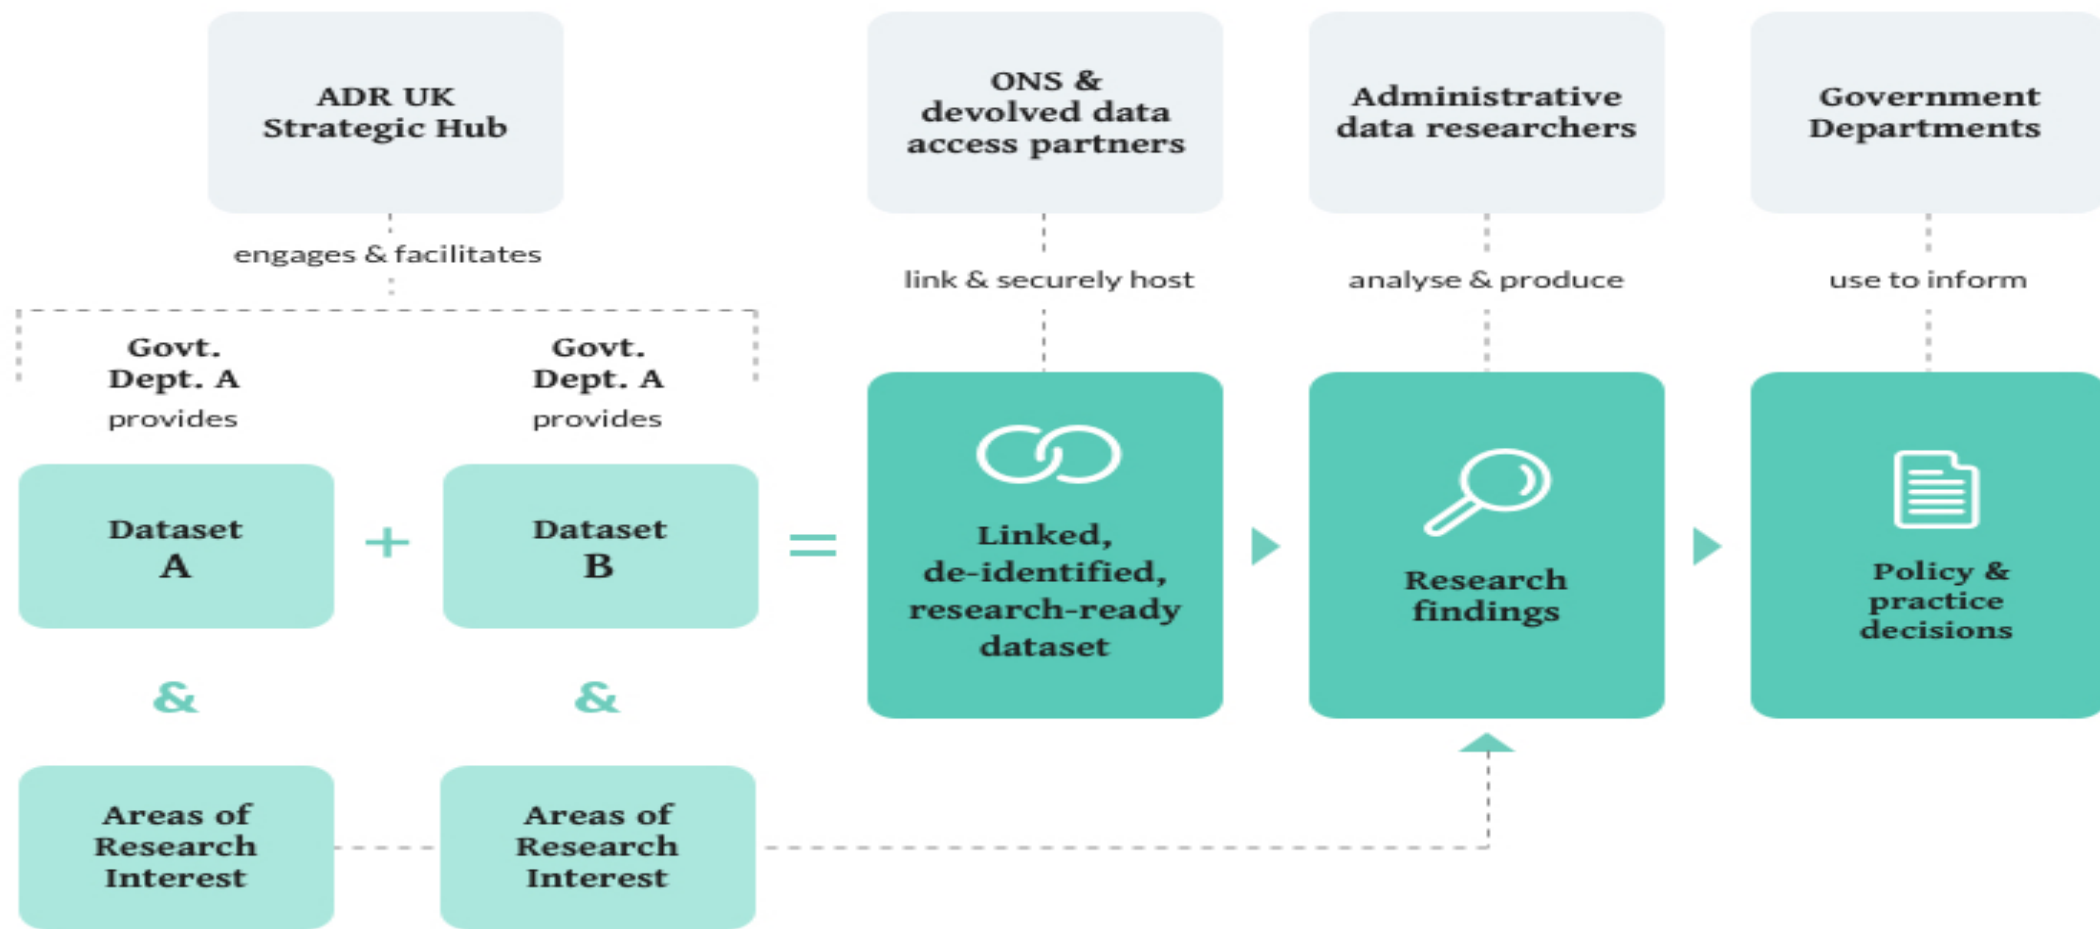 ADR UK
Strategic Hub
ONS &
devolved data
access partners
Administrative
data researchers
Government
Departments
engages & facilitates
link & securely host
analyse & produce
use to inform
Govt.
Dept. A
provides
Govt.
Dept. A
provides
Dataset
A
+
Dataset
B
=
Linked,
de-identified,
research-ready
dataset
Research
findings
Policy &
practice
decisions
&
&
Areas of
Research
Interest
Areas of
Research
Interest